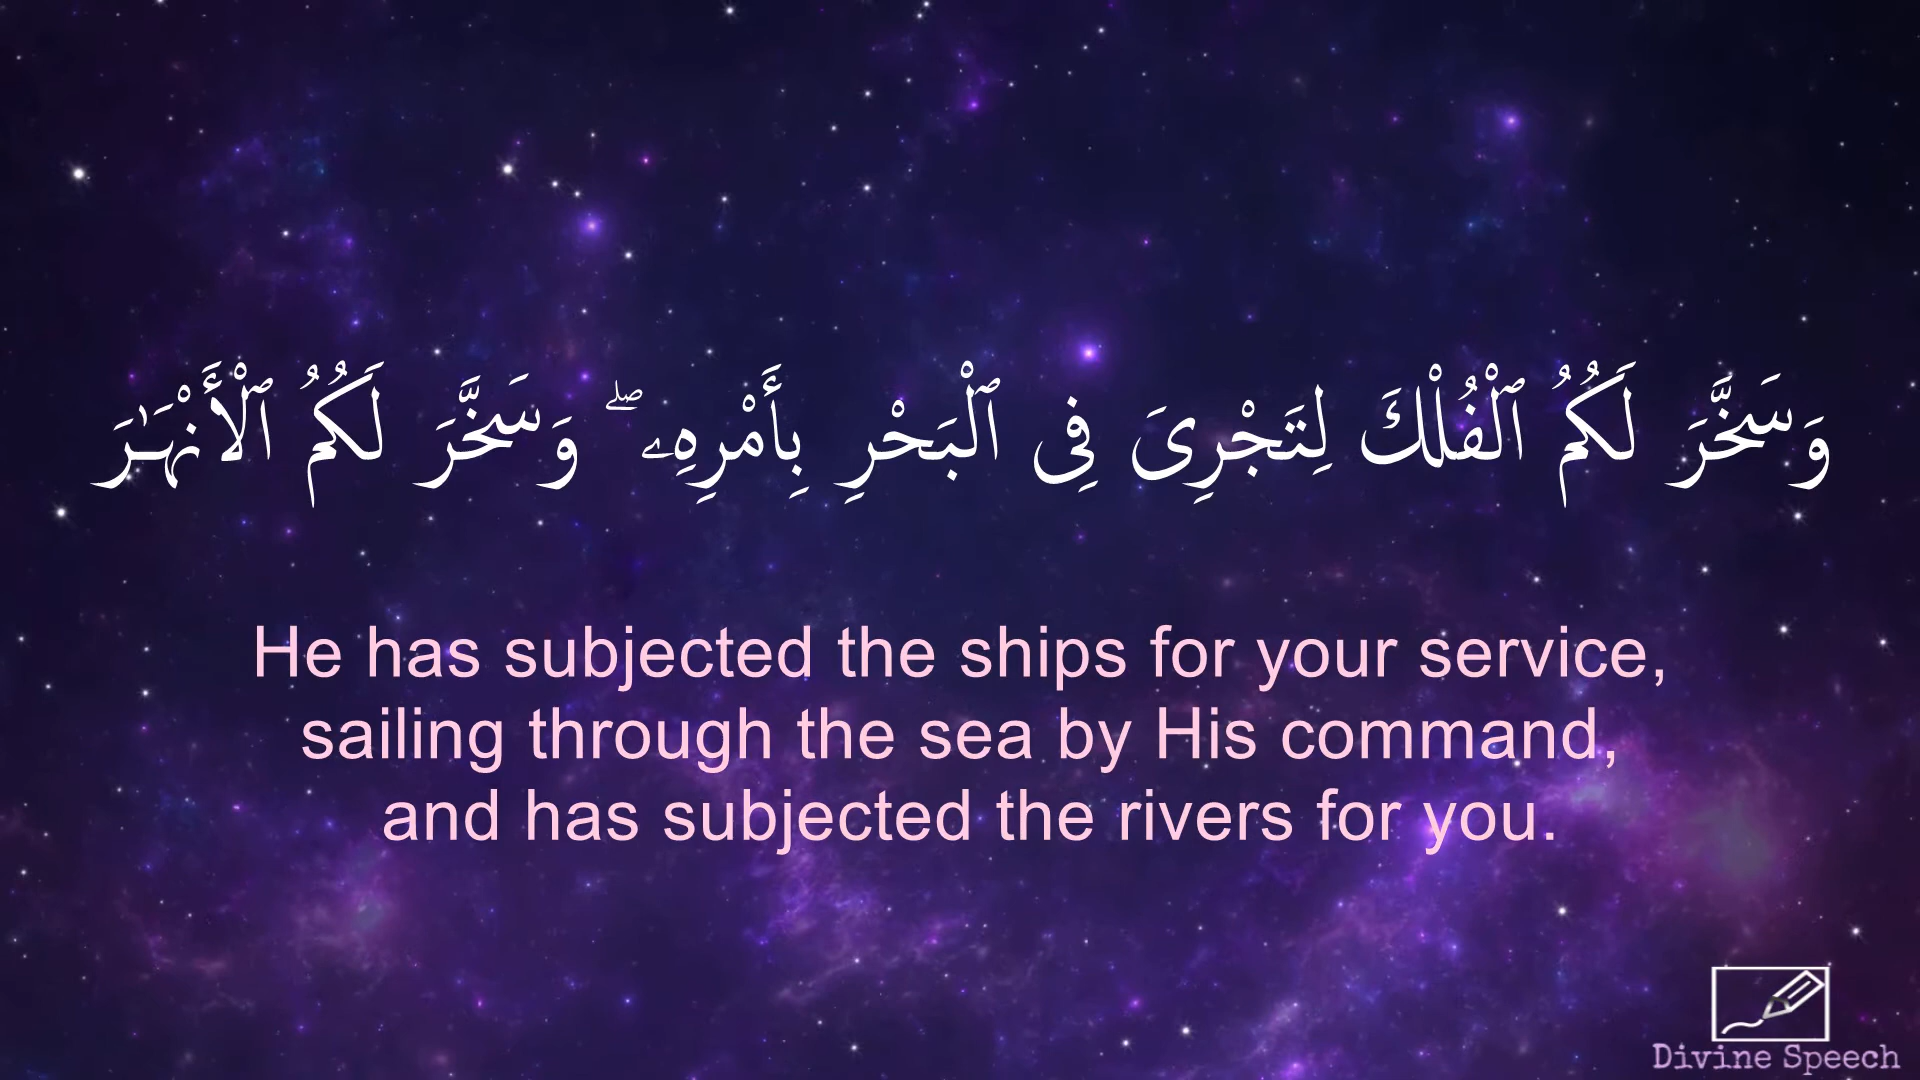 وَسَخَّرَ لَكُمُ ٱلْفُلْكَ لِتَجْرِىَ فِى ٱلْبَحْرِ بِأَمْرِهِۦ ۖ وَسَخَّرَ لَكُمُ ٱلْأَنْهَـٰرَ
He has subjected the ships for your service,
sailing through the sea by His command,
and has subjected the rivers for you.
Divine Speech